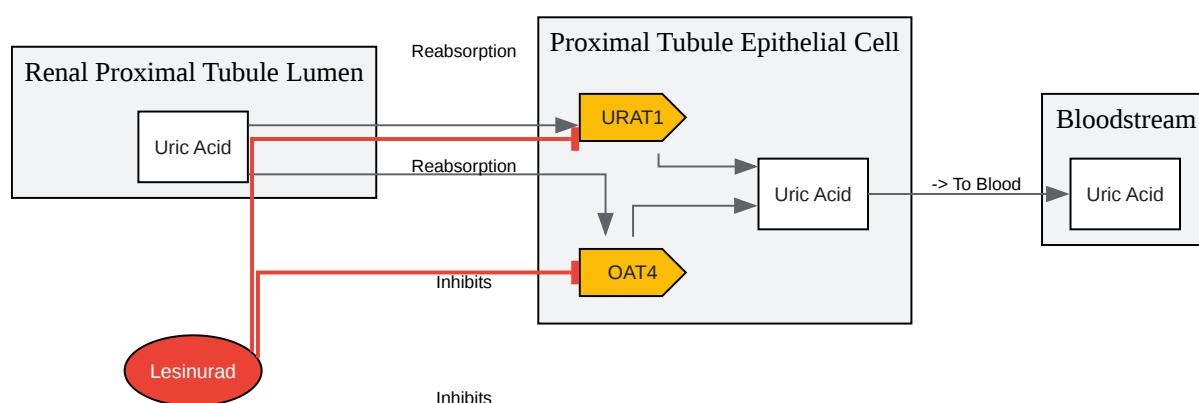 Reabsorption
Proximal Tubule Epithelial Cell
Renal Proximal Tubule Lumen
URAT1
Bloodstream
Uric Acid
Reabsorption
Uric Acid
-> To Blood
Uric Acid
OAT4
Inhibits
Lesinurad
Inhibits